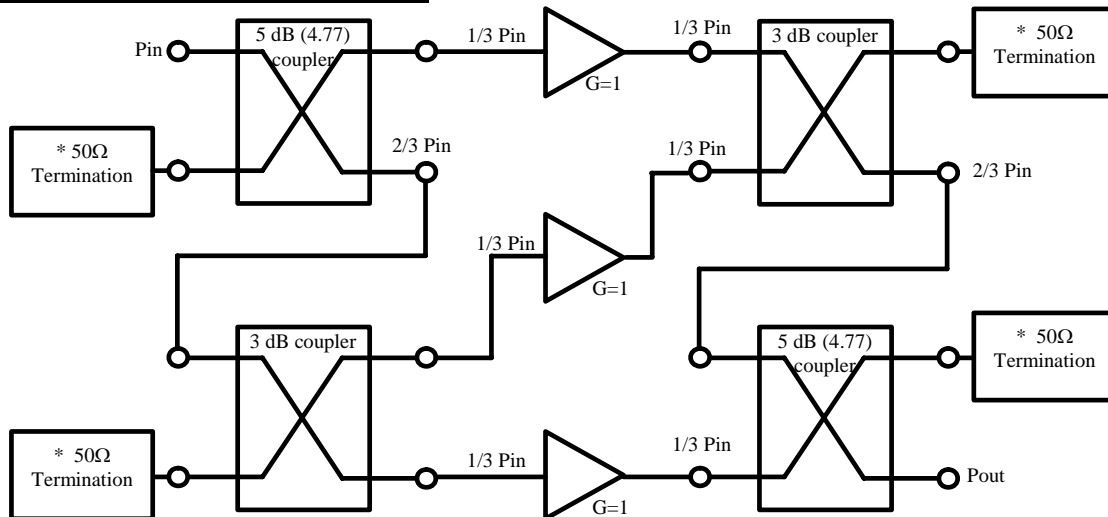 Pin
5 dB (4.77)
coupler
1/3 Pin
G=1
1/3 Pin
3 dB coupler
* 50Ω
Termination
* 50Ω
Termination
2/3 Pin
1/3 Pin
2/3 Pin
1/3 Pin
G=1
3 dB coupler
5 dB (4.77)
coupler
* 50Ω
Termination
* 50Ω
Termination
1/3 Pin
G=1
1/3 Pin
Pout